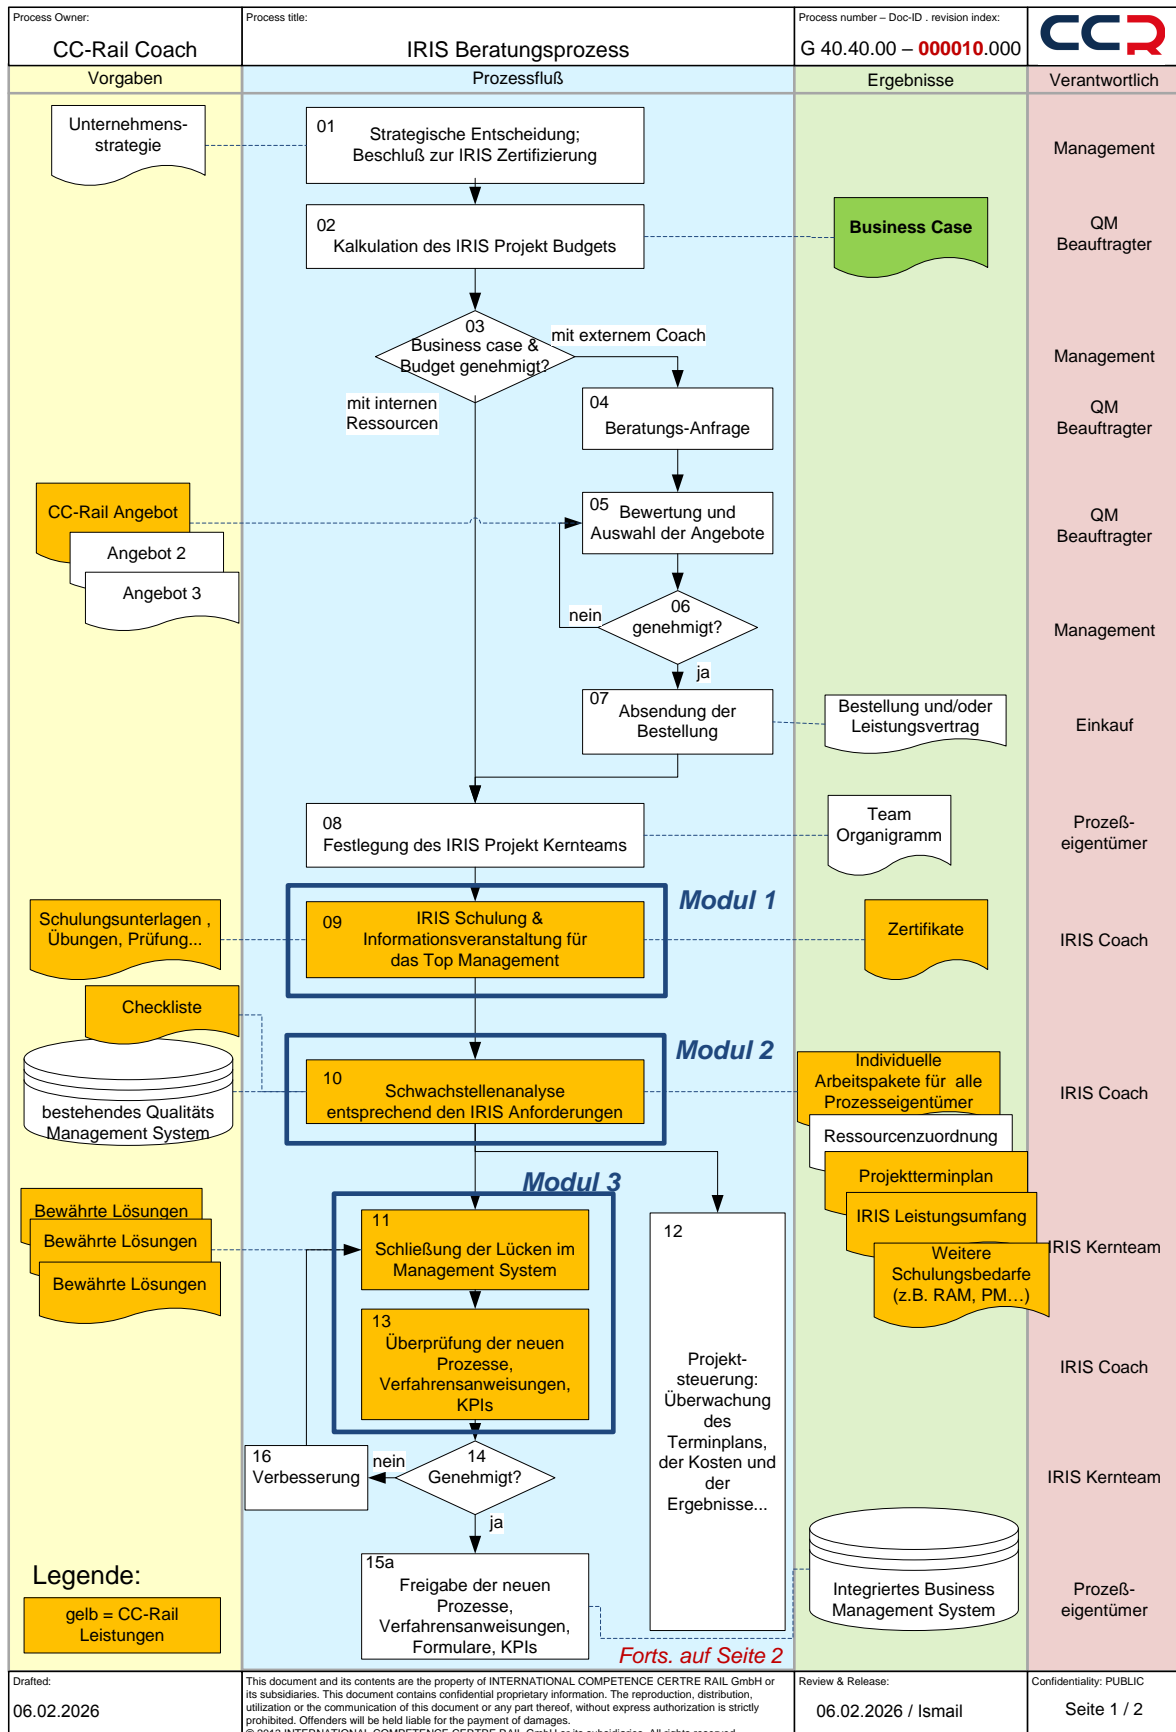 Process Owner:
CC-Rail Coach
Process title:
IRIS Beratungsprozess
Process number – Doc-ID . revision index:
G 40.40.00 – 000010.000
CCR
Vorgaben
Prozessfluß
Ergebnisse
Verantwortlich
Unternehmens-
strategie
01
Strategische Entscheidung;
Beschluß zur IRIS Zertifizierung
Management
02
Kalkulation des IRIS Projekt Budgets
Business Case
QM
Beauftragter
03
Business case &
Budget genehmigt?
mit externem Coach
Management
mit internen
Ressourcen
04
Beratungs-Anfrage
QM
Beauftragter
CC-Rail Angebot
Angebot 2
Angebot 3
05
Bewertung und
Auswahl der Angebote
QM
Beauftragter
nein
06
genehmigt?
ja
Management
07
Absendung der
Bestellung
Bestellung und/oder
Leistungsvertrag
Einkauf
08
Festlegung des IRIS Projekt Kernteams
Team
Organigramm
Prozeß-
eigentümer
Modul 1
Schulungsunterlagen ,
Übungen, Prüfung...
09
IRIS Schulung &
Informationsveranstaltung für
das Top Management
Zertifikate
IRIS Coach
Checkliste
Modul 2
bestehendes Qualitäts
Management System
10
Schwachstellenanalyse
entsprechend den IRIS Anforderungen
Individuelle
Arbeitspakete für alle
Prozesseigentümer
IRIS Coach
Ressourcenzuordnung
Projektterminplan
IRIS Leistungsumfang
Weitere
Schulungsbedarfe
(z.B. RAM, PM…)
Modul 3
Bewährte Lösungen
Bewährte Lösungen
Bewährte Lösungen
11
Schließung der Lücken im
Management System
IRIS Kernteam
12
Projekt-
steuerung:
Überwachung
des
Terminplans,
der Kosten und
der
Ergebnisse...
13
Überprüfung der neuen
Prozesse,
Verfahrensanweisungen,
KPIs
IRIS Coach
16
Verbesserung
nein
14
Genehmigt?
ja
IRIS Kernteam
15a
Freigabe der neuen
Prozesse,
Verfahrensanweisungen,
Formulare, KPIs
Integriertes Business
Management System
Prozeß-
eigentümer
Legende:
gelb = CC-Rail
Leistungen
Forts. auf Seite 2
Drafted:
06.02.2026
This document and its contents are the property of INTERNATIONAL COMPETENCE CERTRE RAIL GmbH or
its subsidiaries. This document contains confidential proprietary information. The reproduction, distribution,
utilization or the communication of this document or any part thereof, without express authorization is strictly
prohibited. Offenders will be held liable for the payment of damages.
INTERNATIONAL COMPETENCE CERTRE RAIL GmbH or its subsidiaries. All rights reserved.
Review & Release:
06.02.2026 / Ismail
Confidentiality: PUBLIC
Seite 1 / 2